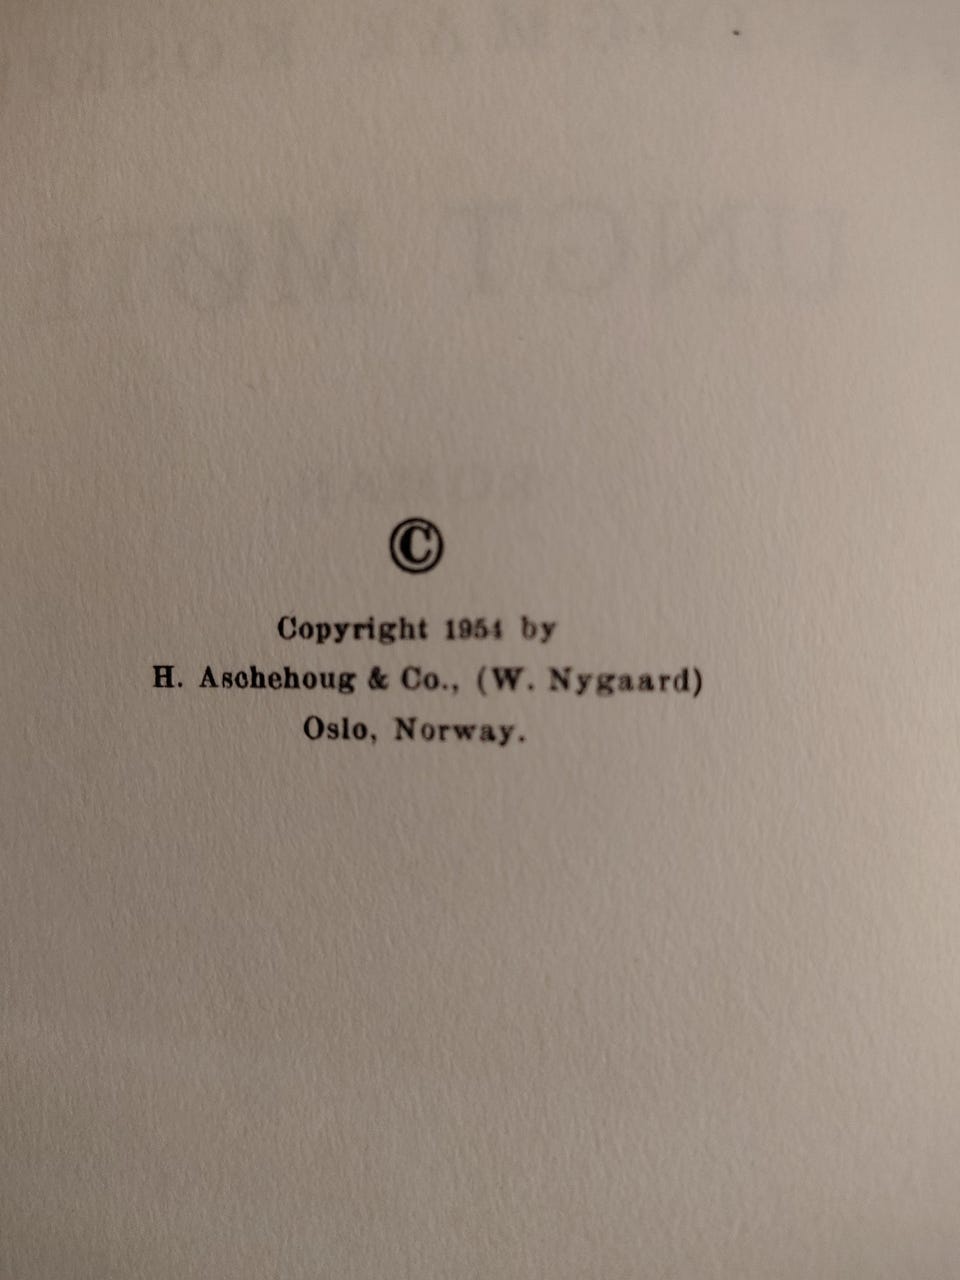 ©
Copyright 1954 by
H. Aschehoug & Co., (W. Nygaard)
Oslo, Norway.